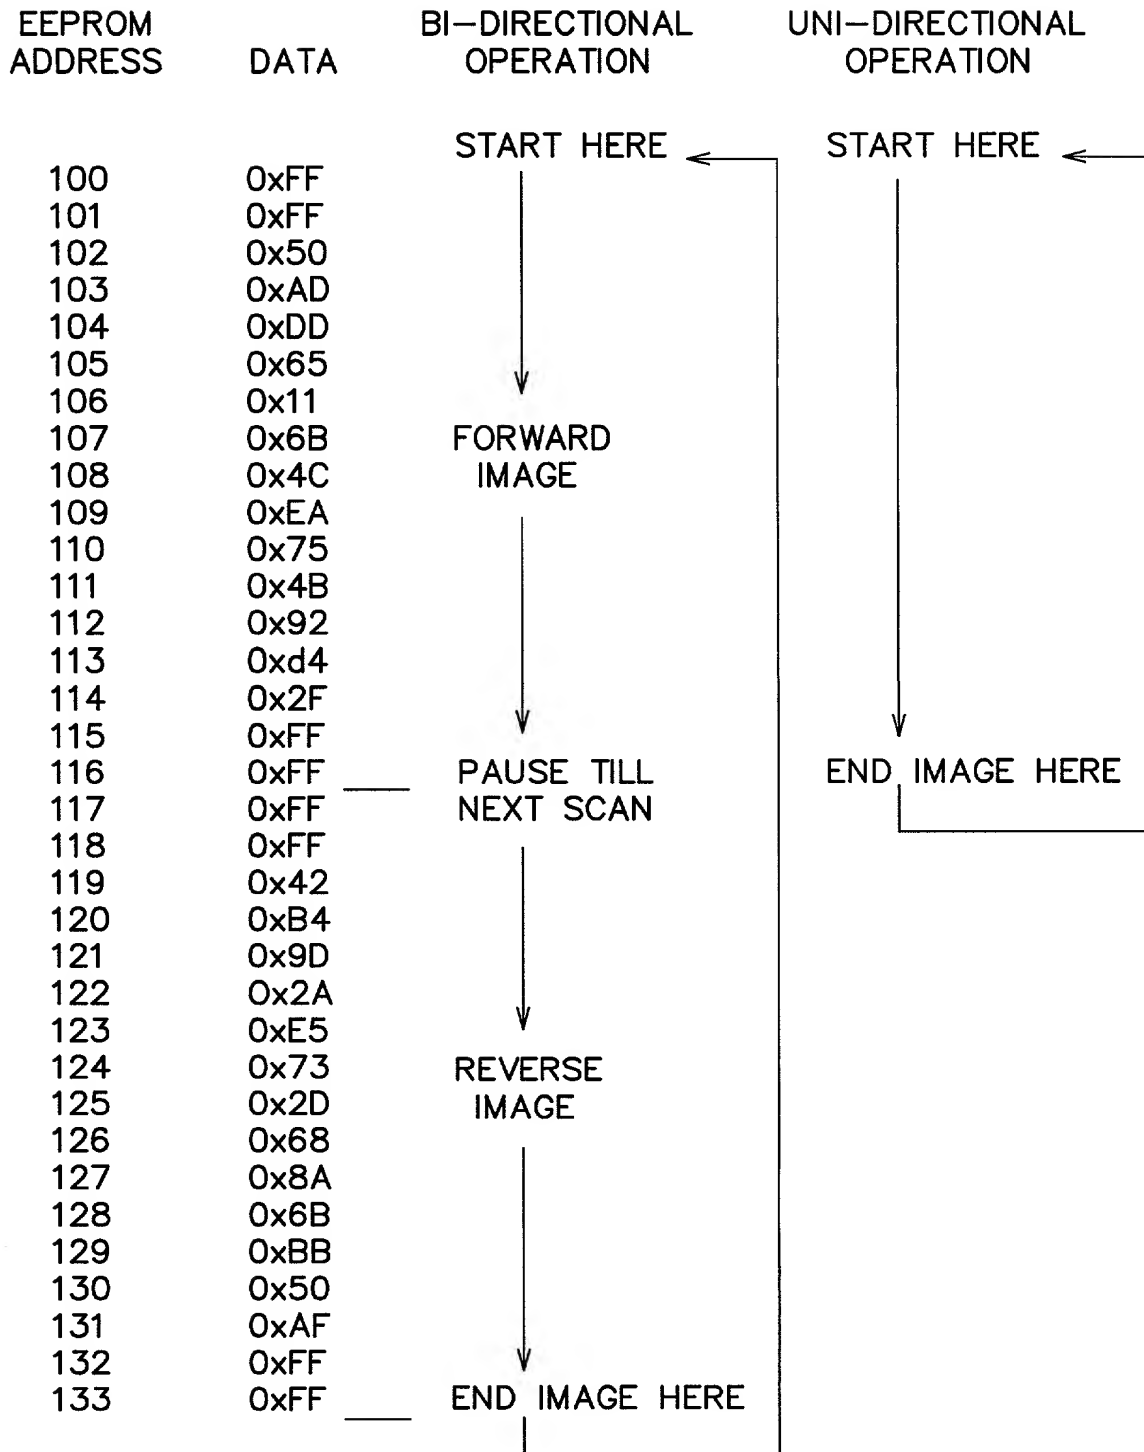 EEPROM ADDRESS DATA BI-DIRECTIONAL OPERATION UNI-DIRECTIONAL OPERATION
START HERE START HERE
100 0xFF
101 0xFF
102 0x50
103 0xAD
104 0xDD
105 0x65
106 0x11
107 0x6B FORWARD
108 0x4C IMAGE
109 0xEA
110 0x75
111 0x4B
112 0x92
113 0xd4
114 0x2F
115 0xFF
116 0xFF PAUSE TILL END IMAGE HERE
117 0xFF NEXT SCAN
118 0xFF
119 0x42
120 0xB4
121 0x9D
122 0x2A
123 0xE5
124 0x73 REVERSE
125 0x2D IMAGE
126 0x68
127 0x8A
128 0x6B
129 0xBB
130 0x50
131 0xAF
132 0xFF
133 0xFF END IMAGE HERE